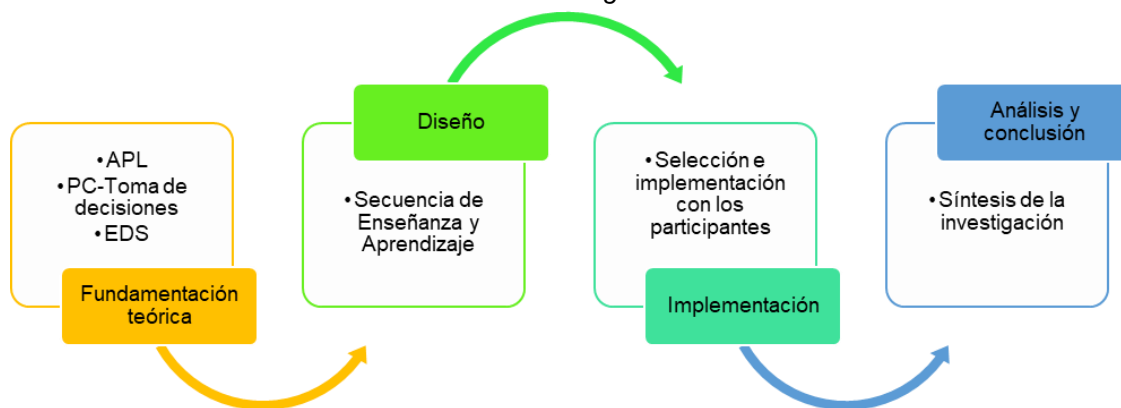 •APL
•PC-Toma de
decisiones
•EDS
Fundamentación
teórica
Diseño
•Secuencia de
Enseñanza y
Aprendizaje
•Selección e
implementación
con los
participantes
Implementación
Análisis y
conclusión
•Síntesis de la
investigación